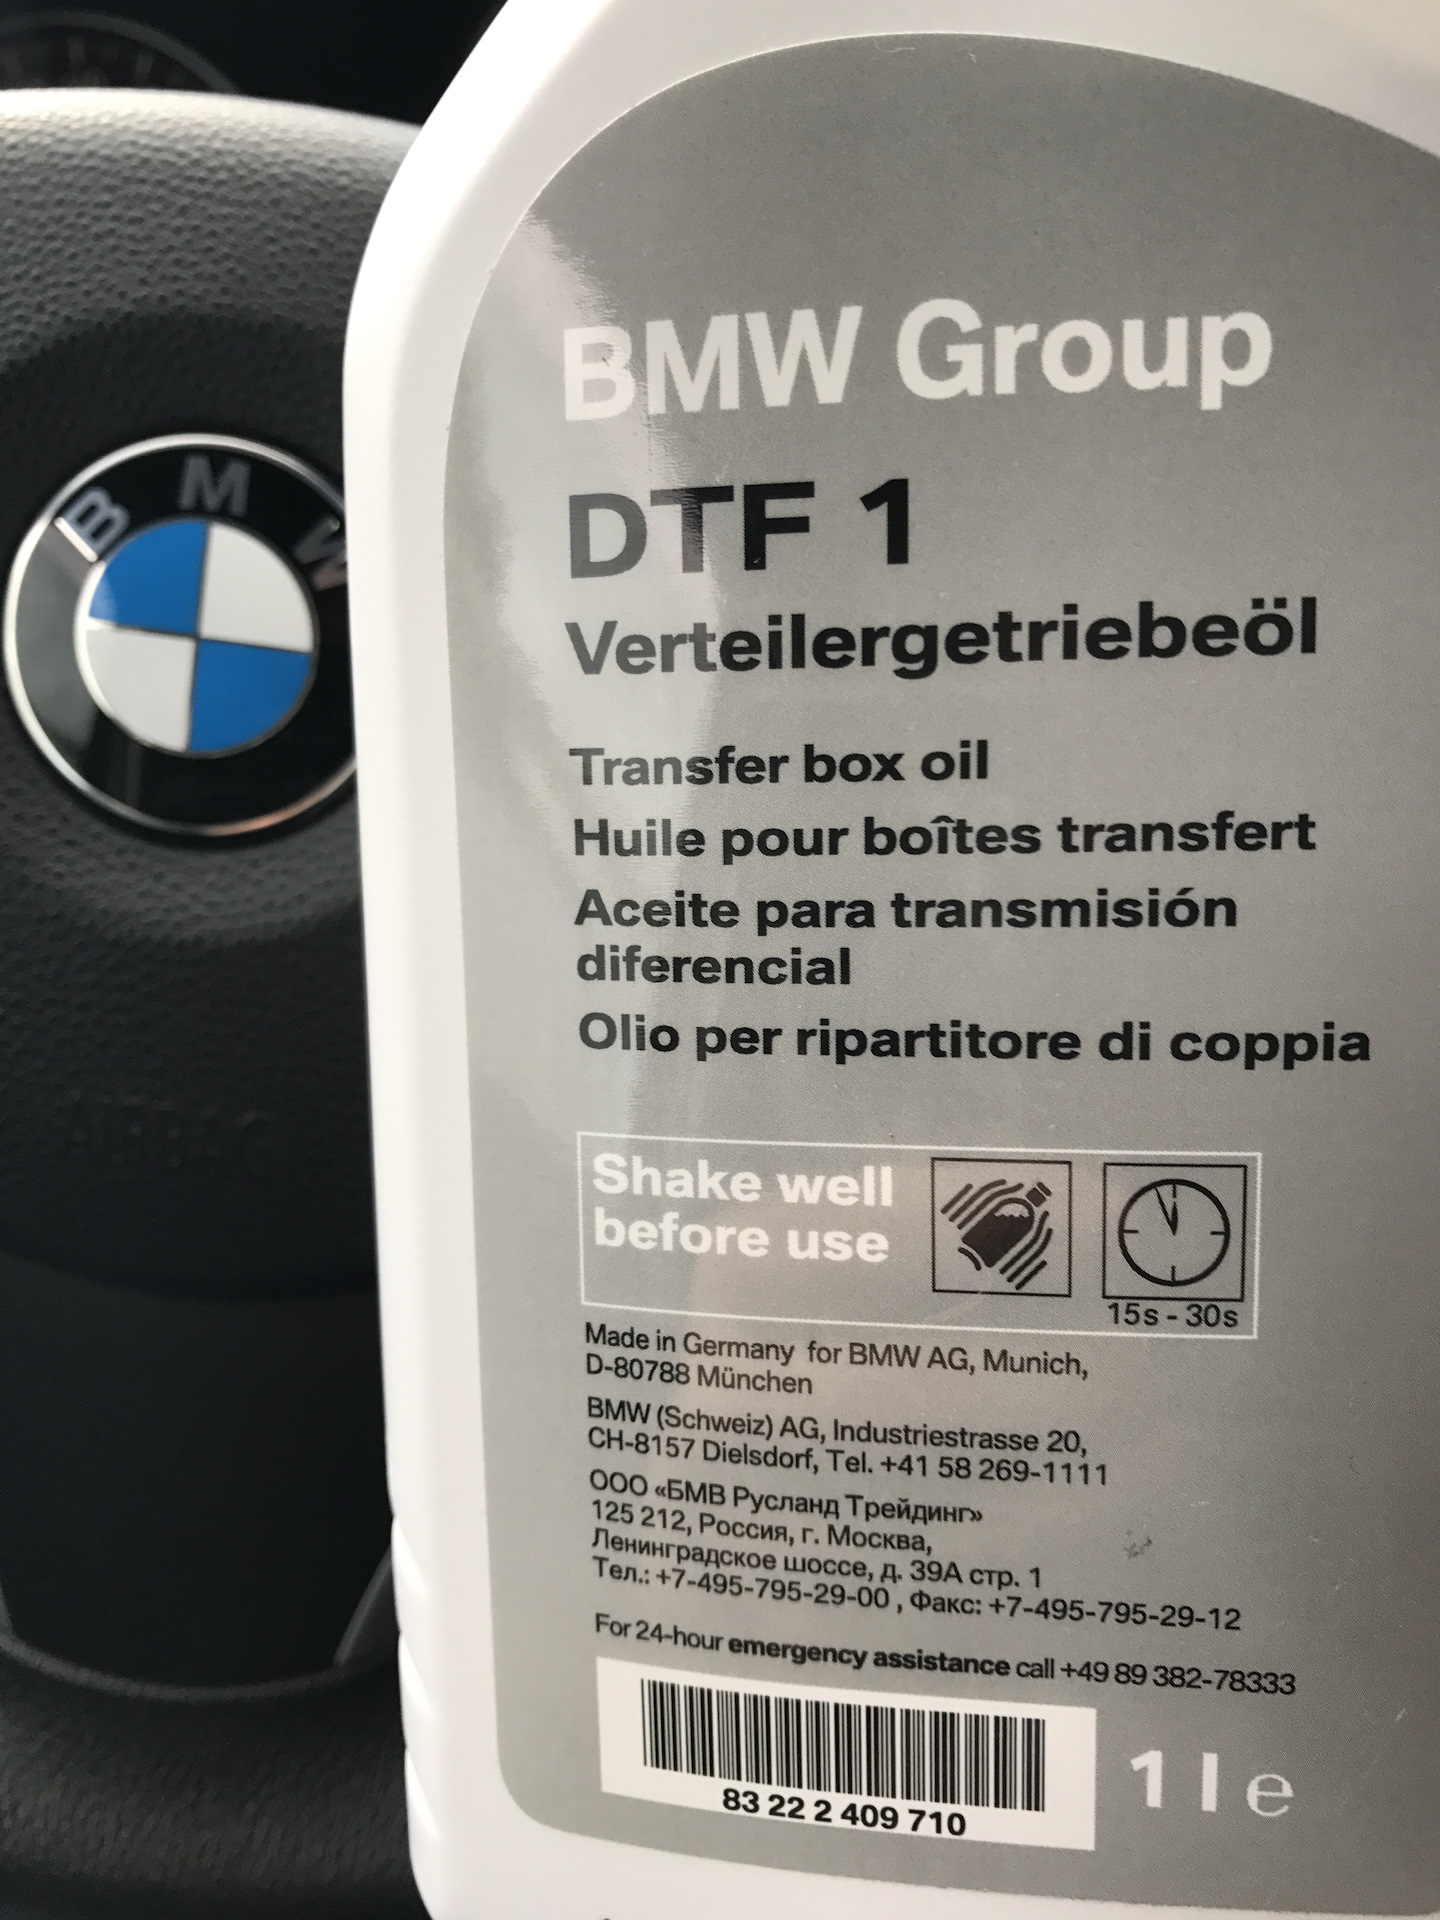 BMW
AIRBAG
BMW Group
DTF 1
Verteilergetriebeöl
Transfer box oil
Huile pour boîtes transfert
Aceite para transmisión
diferencial
Olio per ripartitore di coppia
Shake well
before use
15s - 30s
Made in Germany for BMW AG, Munich,
D-80788 München
BMW (Schweiz) AG, Industriestrasse 20,
CH-8157 Dielsdorf, Tel. +41 58 269-1111
ООО «БМВ Русланд Трейдинг»
125 212, Россия, г. Москва,
Ленинградское шоссе, д. 39А стр. 1
Тел.: +7-495-795-29-00 , Факс: +7-495-795-29-12
For 24-hour emergency assistance call +49 89 382-78333
83 22 2 409 710
1 l e